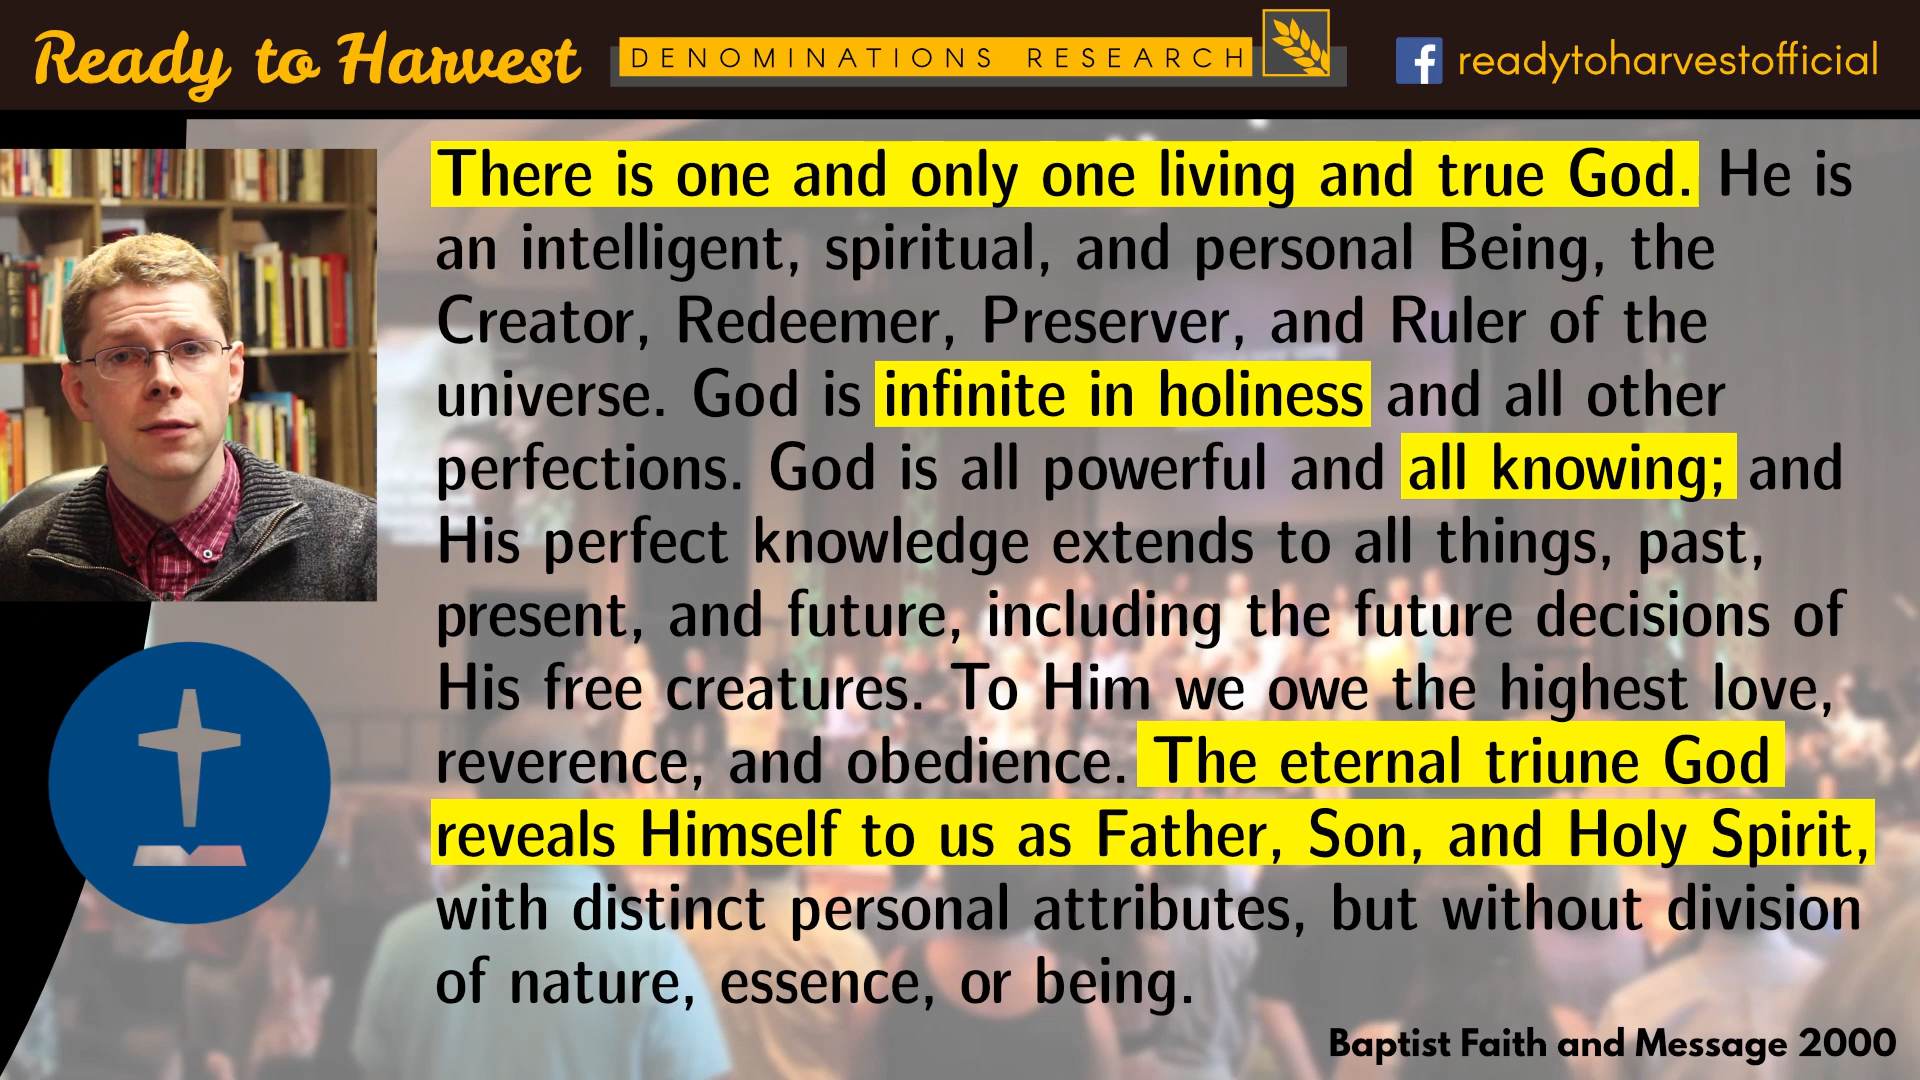 Ready to Harvest
DENOMINATIONS RESEARCH
readytoharvestofficial
There is one and only one living and true God. He is
an intelligent, spiritual, and personal Being, the
Creator, Redeemer, Preserver, and Ruler of the
universe. God is infinite in holiness and all other
perfections. God is all powerful and all knowing; and
His perfect knowledge extends to all things, past,
present, and future, including the future decisions of
His free creatures. To Him we owe the highest love,
reverence, and obedience. The eternal triune God
reveals Himself to us as Father, Son, and Holy Spirit,
with distinct personal attributes, but without division
of nature, essence, or being.
Baptist Faith and Message 2000